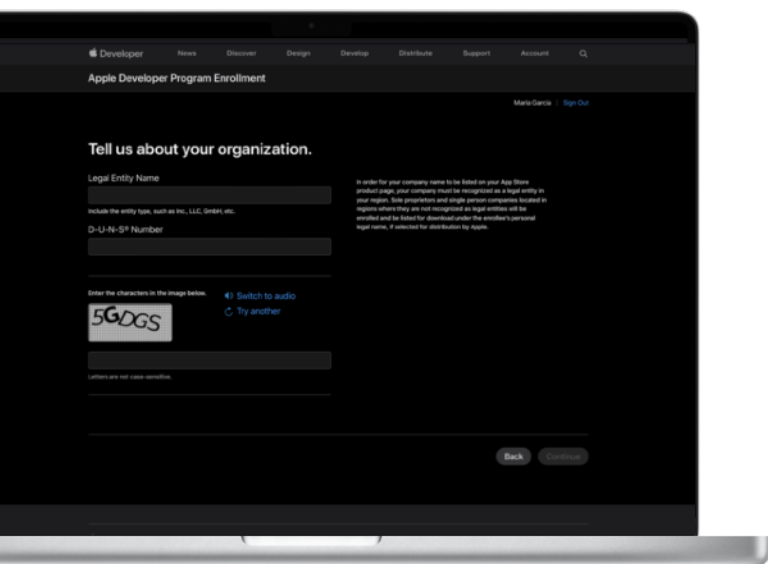 Developer News Discover Design Develop Distribute Support Account
Apple Developer Program Enrollment
Maria Garcia | Sign Out
Tell us about your organization.
Legal Entity Name
Include the entity type, such as Inc., LLC, GmbH, etc.
D-U-N-S® Number
In order for your company name to be listed on your App Store
product page, your company must be recognized as a legal entity in
your region. Sole proprietors and single person companies located in
regions where they are not recognized as legal entities will be
enrolled and be listed for download under the enrollee's personal
legal name, if selected for distribution by Apple.
Enter the characters in the image below.
Switch to audio
Try another
5GDGS
Letters are not case-sensitive.
Back Continue